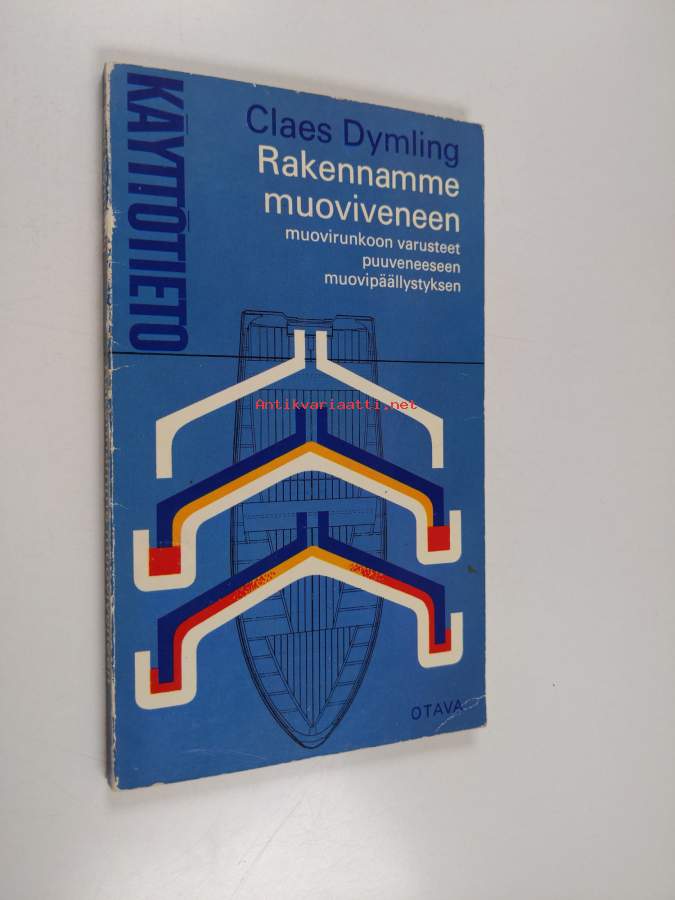 KÄYTTÖTIETO
Claes Dymling
Rakennamme
muoviveneen
muovirunkoon varusteet
puuveneeseen
muovipäällystyksen
Antikvariaatti.net
OTAVA